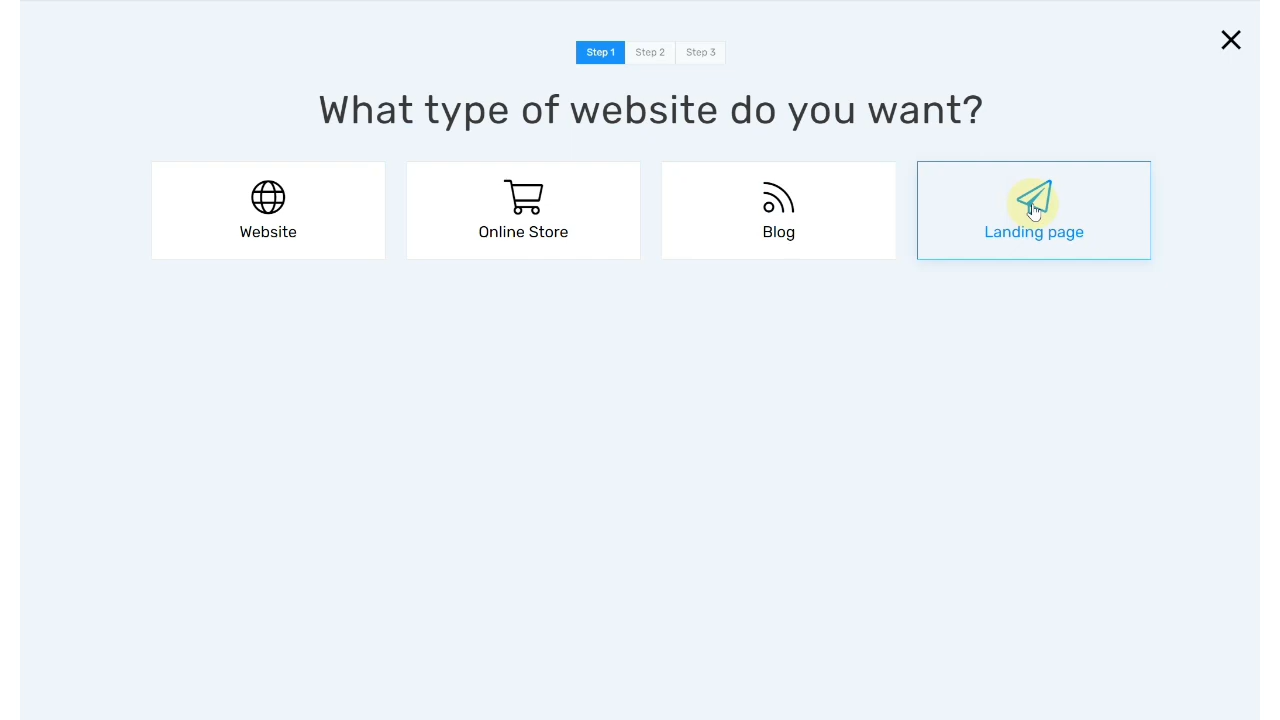 Step 1 Step 2 Step 3
What type of website do you want?
Website Online Store Blog Landing page